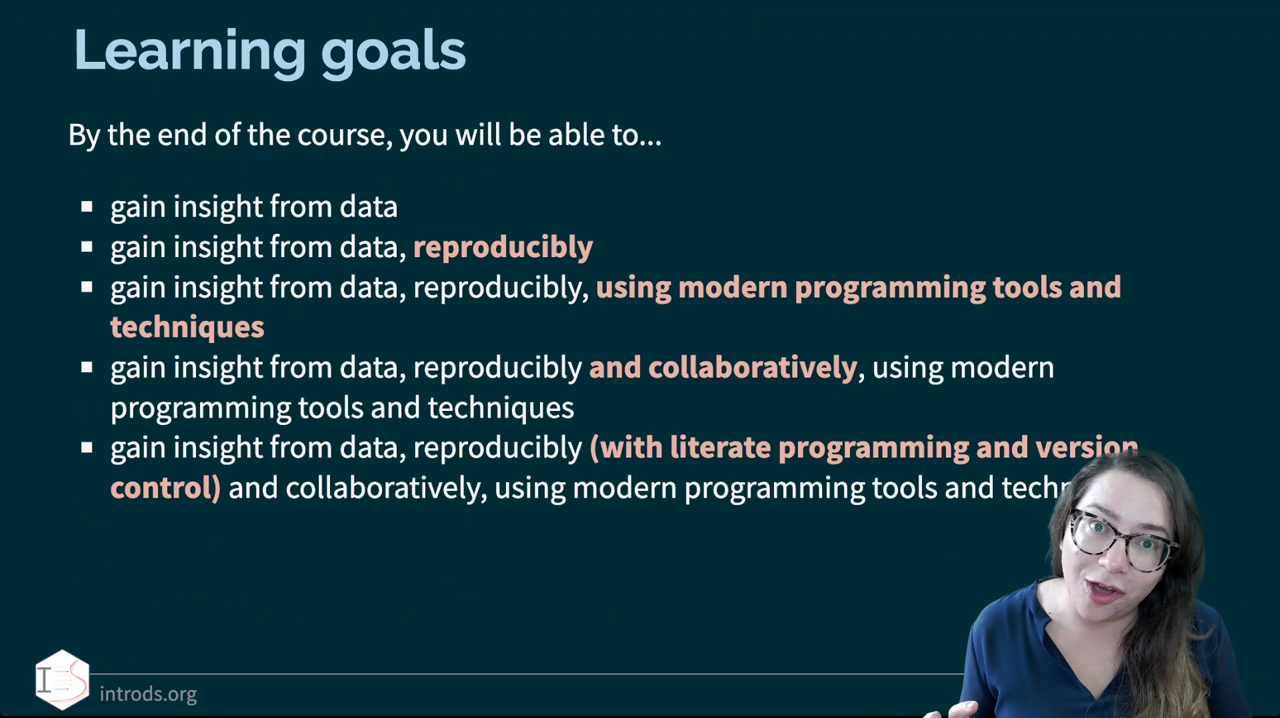 Learning goals
By the end of the course, you will be able to...
gain insight from data
gain insight from data, reproducibly
gain insight from data, reproducibly, using modern programming tools and
techniques
gain insight from data, reproducibly and collaboratively, using modern
programming tools and techniques
gain insight from data, reproducibly (with literate programming and version
control) and collaboratively, using modern programming tools and
introds.org